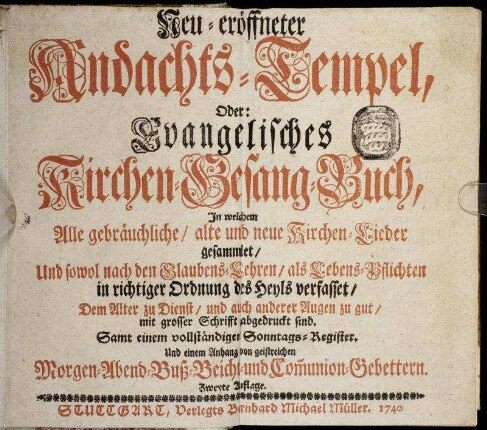 Neu-eröffneter
Andachts-Tempel,
Oder:
Evangelisches
Kirchen-Gesang-Buch,
In welchem
Alle gebräuchliche/ alte und neue Kirchen-Lieder
gesammlet/
Und sowol nach den Glaubens-Lehren/ als Lebens-Pflichten
in richtiger Ordnung des Heyls verfasset/
Dem Alter zu Dienst/ und auch anderer Augen zu gut/
mit grosser Schrifft abgedruckt sind.
Samt einem vollständigen Sonntags-Register.
Und einem Anhang von geistreichen
Morgen-Abend-Buß-Beicht-und Com̃union-Gebettern.
Zweyte Auflage.
STUTTGART, Verlegts Bernhard Michael Müller. 1740